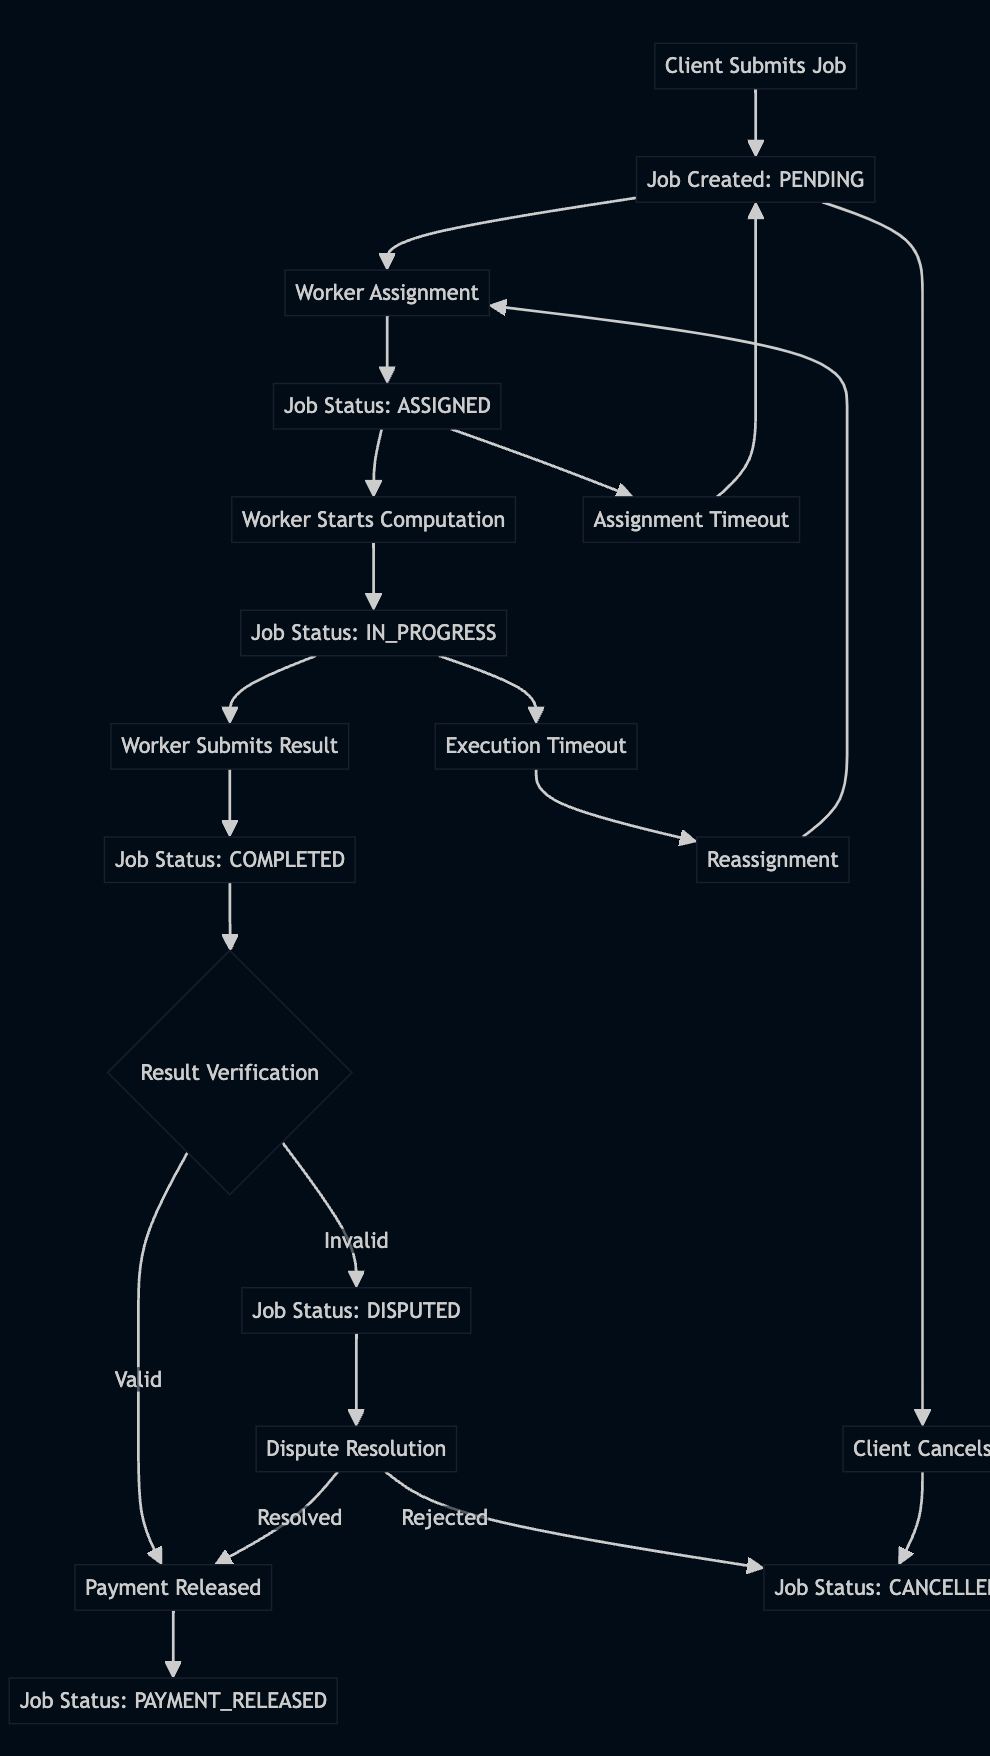 Client Submits Job
Job Created: PENDING
Worker Assignment
Job Status: ASSIGNED
Worker Starts Computation
Assignment Timeout
Job Status: IN_PROGRESS
Worker Submits Result
Execution Timeout
Job Status: COMPLETED
Reassignment
Result Verification
Invalid
Job Status: DISPUTED
Valid
Dispute Resolution
Client Cancels
Resolved
Rejected
Payment Released
Job Status: CANCELLE
Job Status: PAYMENT_RELEASED